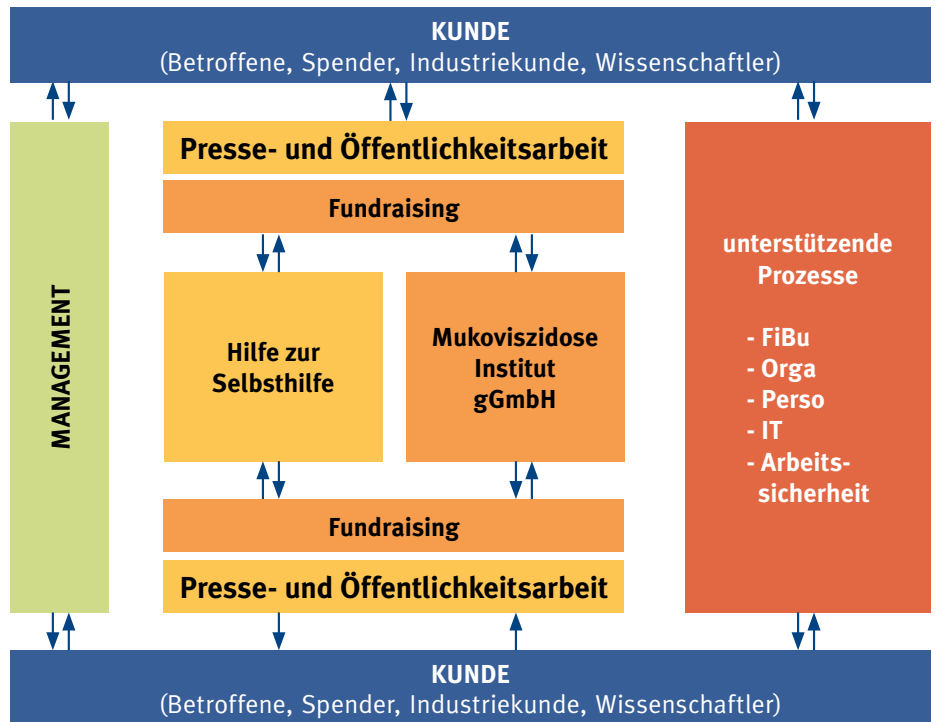 KUNDE
(Betroffene, Spender, Industriekunde, Wissenschaftler)
MANAGEMENT
Presse- und Öffentlichkeitsarbeit
Fundraising
Hilfe zur
Selbsthilfe
Mukoviszidose
Institut
gGmbH
Fundraising
Presse- und Öffentlichkeitsarbeit
unterstützende
Prozesse
- FiBu
- Orga
- Perso
- IT
- Arbeits-
sicherheit
KUNDE
(Betroffene, Spender, Industriekunde, Wissenschaftler)